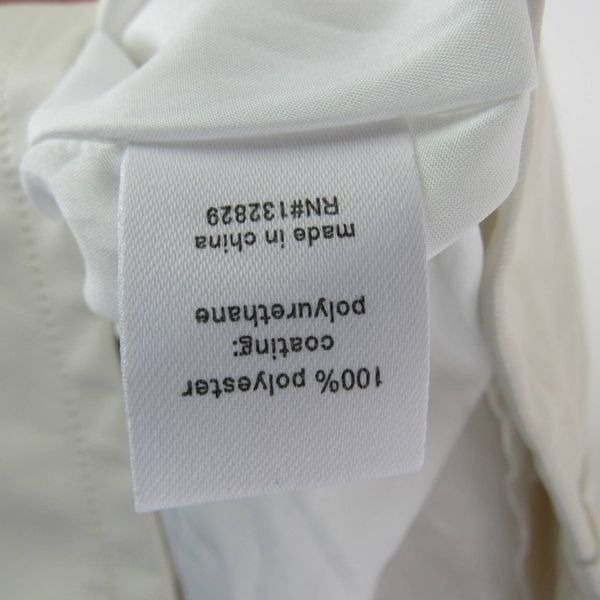 100% polyester
coating:
polyurethane
made in china
RN#132829